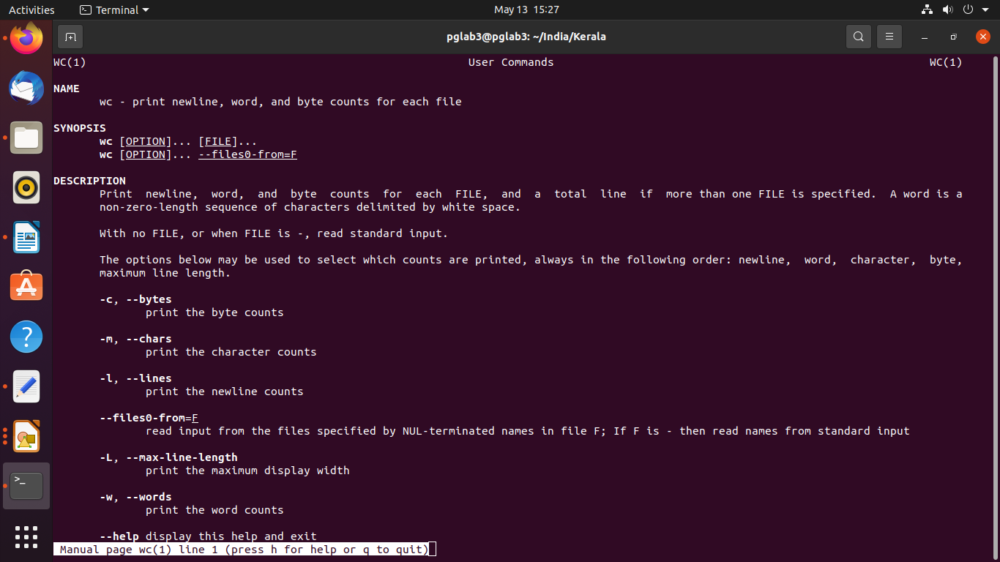 Activities Terminal May 13 15:27
pglab3@pglab3: ~/India/Kerala
WC(1) User Commands WC(1)
NAME
wc - print newline, word, and byte counts for each file
SYNOPSIS
wc [OPTION]... [FILE]...
wc [OPTION]... --files0-from=F
DESCRIPTION
Print newline, word, and byte counts for each FILE, and a total line if more than one FILE is specified. A word is a
non-zero-length sequence of characters delimited by white space.
With no FILE, or when FILE is -, read standard input.
The options below may be used to select which counts are printed, always in the following order: newline, word, character, byte,
maximum line length.
-c, --bytes
print the byte counts
-m, --chars
print the character counts
-l, --lines
print the newline counts
--files0-from=F
read input from the files specified by NUL-terminated names in file F; If F is - then read names from standard input
-L, --max-line-length
print the maximum display width
-w, --words
print the word counts
--help display this help and exit
Manual page wc(1) line 1 (press h for help or q to quit)